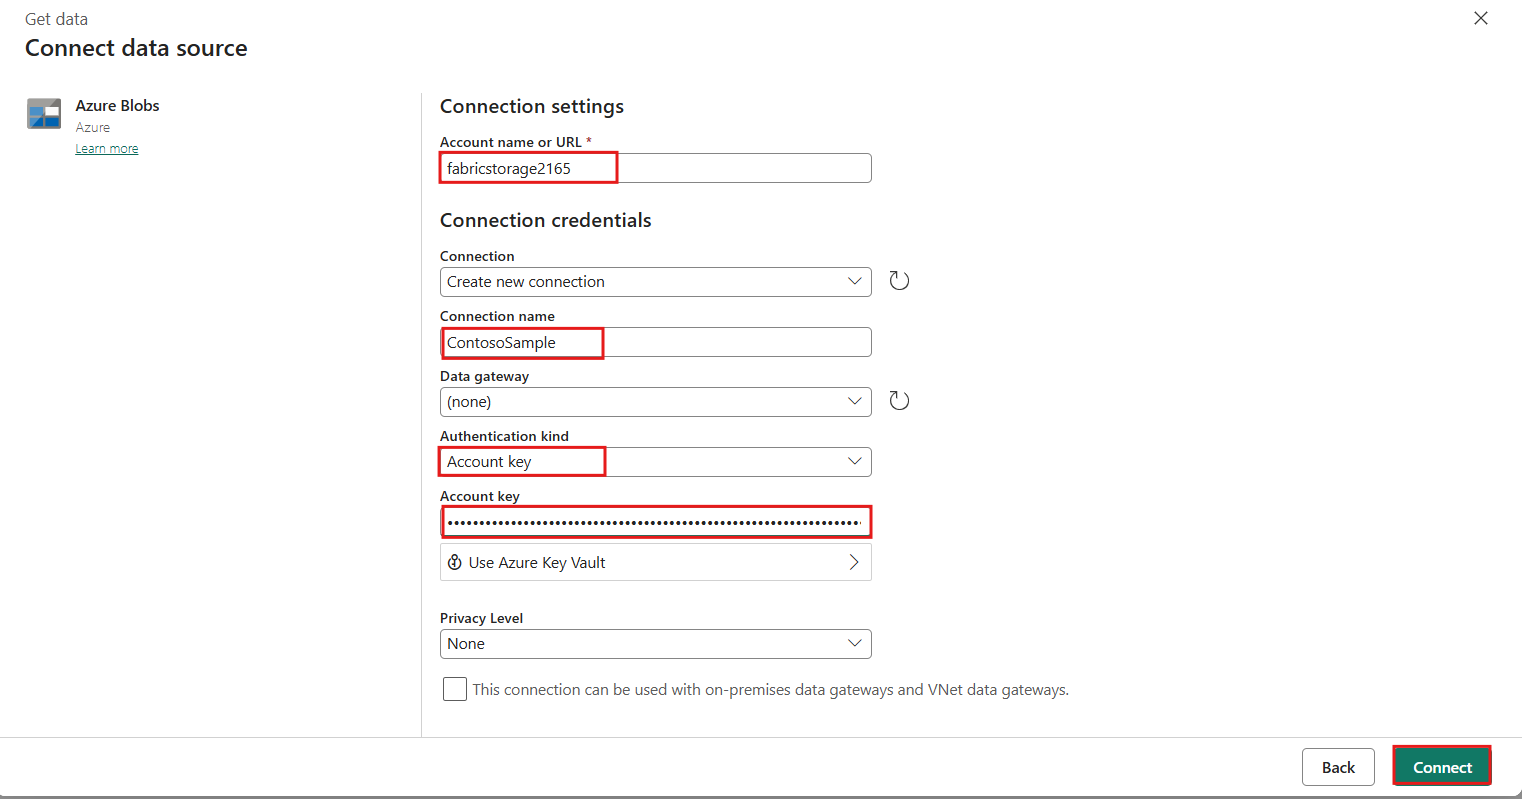 Get data
Connect data source
Azure Blobs
Azure
Learn more
Connection settings
Account name or URL *
fabricstorage2165
Connection credentials
Connection
Create new connection
Connection name
ContosoSample
Data gateway
(none)
Authentication kind
Account key
Account key
••••••••••••••••••••••••••••••••••••••••••••••••••••••••••••••••••
Use Azure Key Vault
Privacy Level
None
This connection can be used with on-premises data gateways and VNet data gateways.
Back
Connect